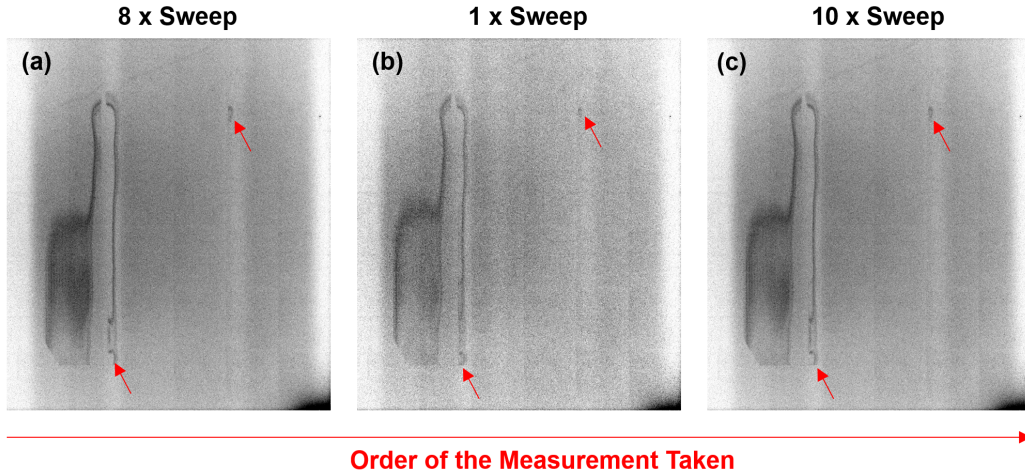 8 x Sweep
1 x Sweep
10 x Sweep
(a)
(b)
(c)
Order of the Measurement Taken